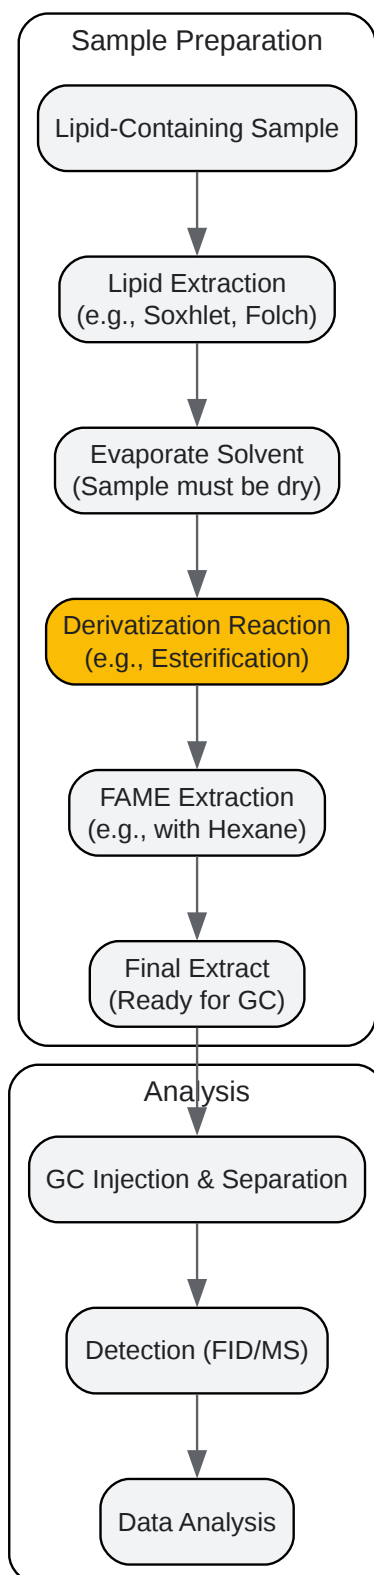 Sample Preparation
Lipid-Containing Sample
Lipid Extraction
(e.g., Soxhlet, Folch)
Evaporate Solvent
(Sample must be dry)
Derivatization Reaction
(e.g., Esterification)
FAME Extraction
(e.g., with Hexane)
Final Extract
(Ready for GC)
Analysis
GC Injection & Separation
Detection (FID/MS)
Data Analysis